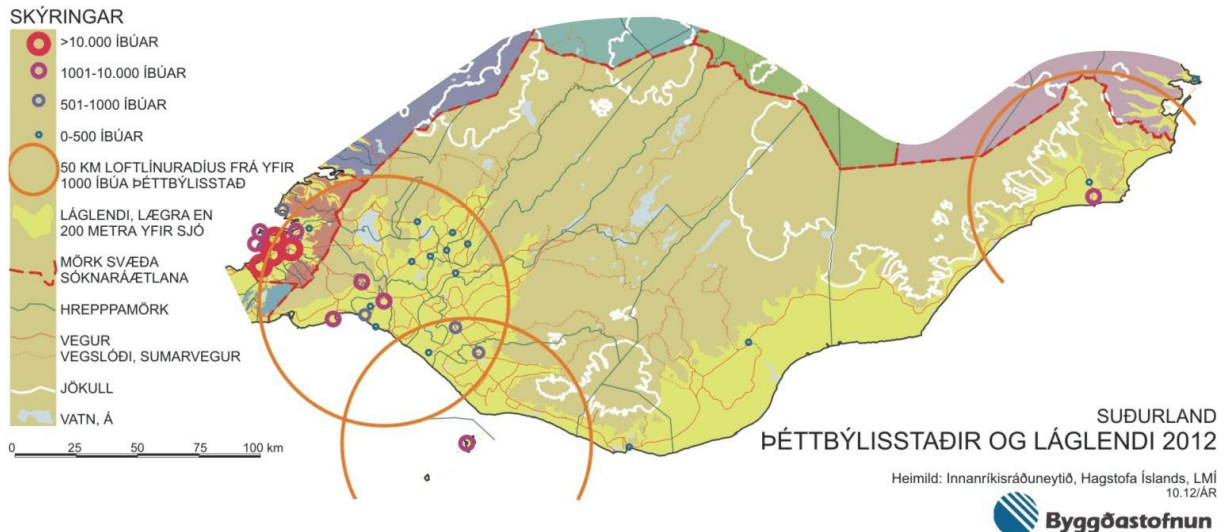 SKÝRINGAR
>10.000 ÍBÚAR
1001-10.000 ÍBÚAR
501-1000 ÍBÚAR
0-500 ÍBÚAR
50 KM LOFTLÍNURADÍUS FRÁ YFIR
1000 ÍBÚA ÞÉTTBÝLISSTAÐ
LÁGLENDI, LÆGRA EN
200 METRA YFIR SJÓ
MÖRK SVÆÐA
SÓKNARÁÆTLANA
HREPPPAMÖRK
VEGUR
VEGSLÓÐI, SUMARVEGUR
JÖKULL
VATN, Á
0 25 50 75 100 km
SUÐURLAND
ÞÉTTBÝLISSTAÐIR OG LÁGLENDI 2012
Heimild: Innanríkisráðuneytið, Hagstofa Íslands, LMÍ
10.12/ÁR
Byggðastofnun